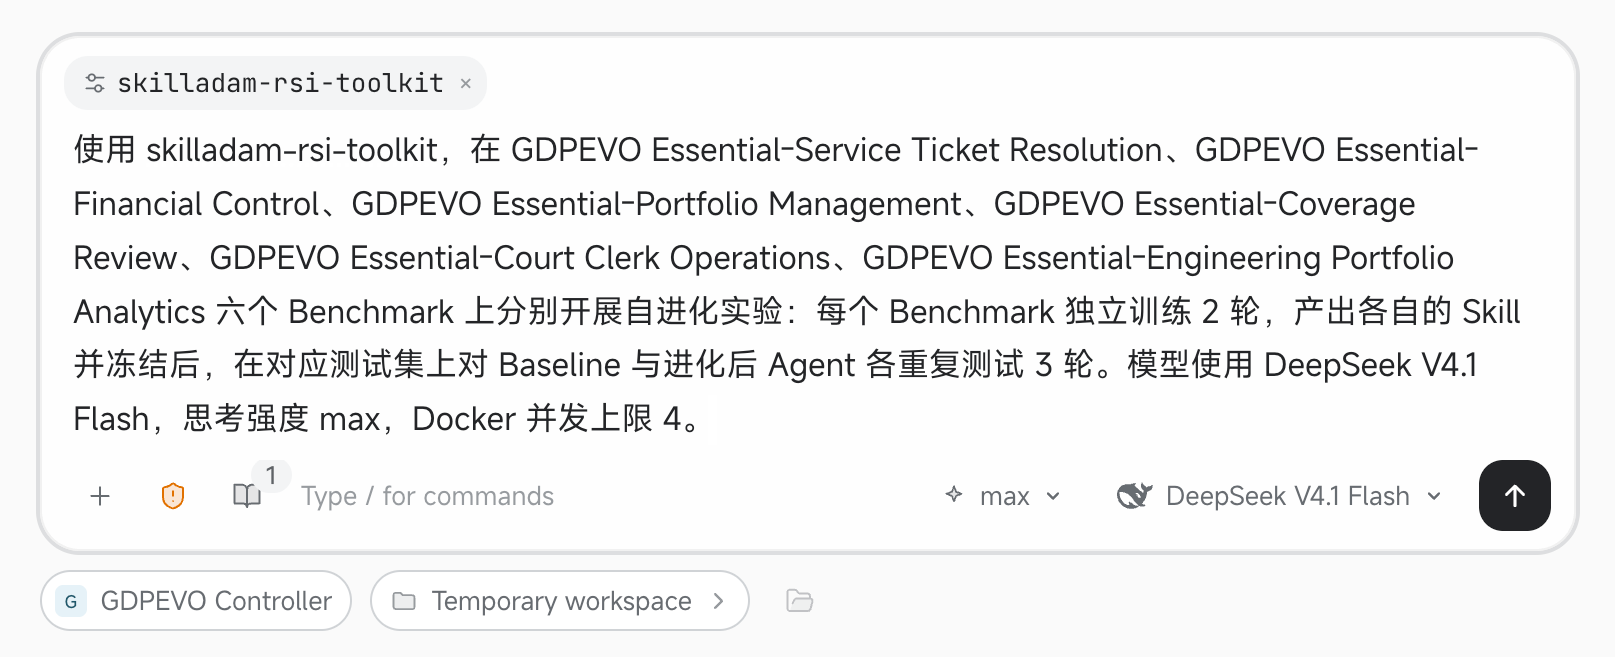 skilladam-rsi-toolkit ×
使用 skilladam-rsi-toolkit，在 GDPEVO Essential-Service Ticket Resolution、GDPEVO Essential-
Financial Control、GDPEVO Essential-Portfolio Management、GDPEVO Essential-Coverage
Review、GDPEVO Essential-Court Clerk Operations、GDPEVO Essential-Engineering Portfolio
Analytics 六个 Benchmark 上分别开展自进化实验：每个 Benchmark 独立训练 2 轮，产出各自的 Skill
并冻结后，在对应测试集上对 Baseline 与进化后 Agent 各重复测试 3 轮。模型使用 DeepSeek V4.1
Flash，思考强度 max，Docker 并发上限 4。
1
Type / for commands
max
DeepSeek V4.1 Flash
G GDPEVO Controller
Temporary workspace